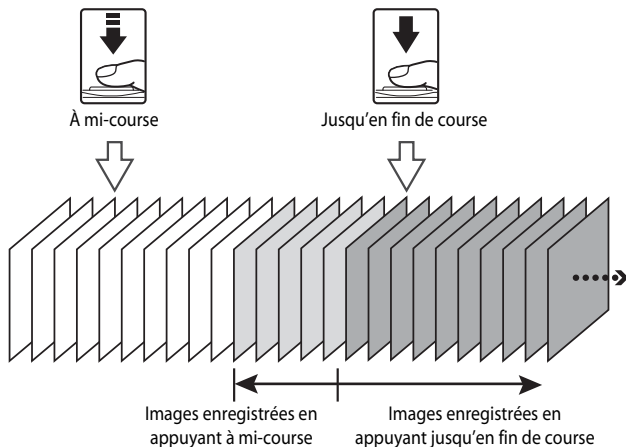 À mi-course
Jusqu’en fin de course
Images enregistrées en
appuyant à mi-course
Images enregistrées en
appuyant jusqu’en fin de course